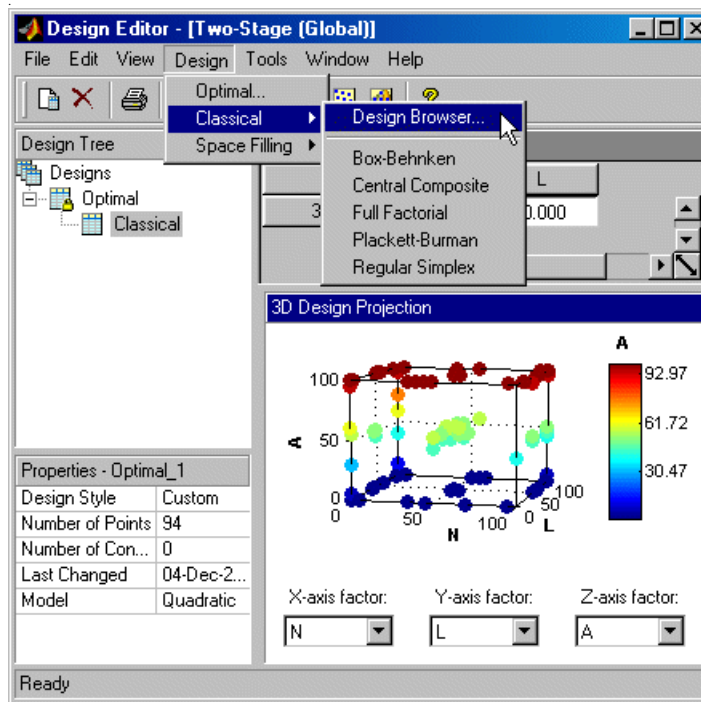 Design Editor - [Two-Stage (Global)]
File Edit View Design Tools Window Help
Optimal...
Classical
Space Filling
Design Browser...
Box-Behnken
Central Composite
Full Factorial
Plackett-Burman
Regular Simplex
Design Tree
Designs
Optimal
Classical
L
3
0.000
Properties - Optimal_1
Design Style Custom
Number of Points 94
Number of Con... 0
Last Changed 04-Dec-2...
Model Quadratic
3D Design Projection
A
92.97
61.72
30.47
100
50
0
A
0
50
100
N
0
50
100
L
X-axis factor: Y-axis factor: Z-axis factor:
N L A
Ready